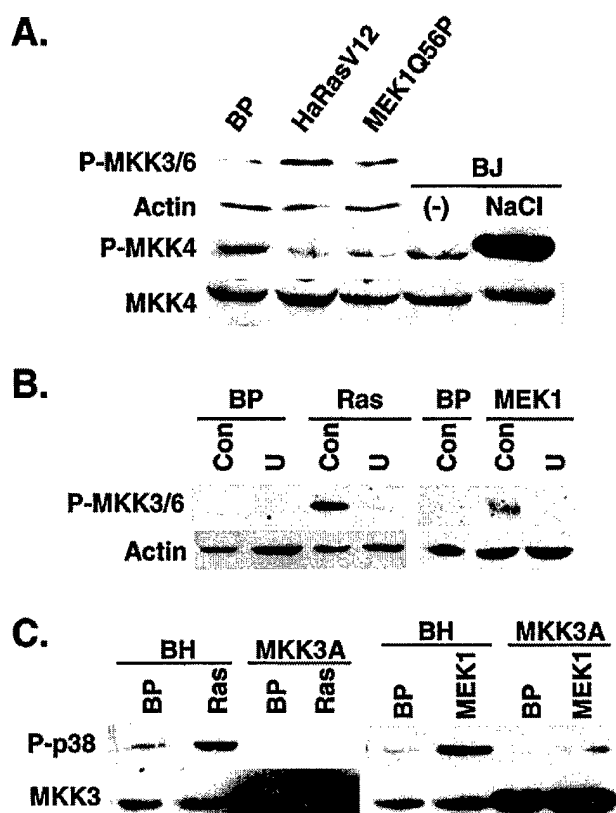 A.
BP HaRasV12 MEK1Q56P
P-MKK3/6
BJ
Actin (-) NaCl
P-MKK4
MKK4
B.
BP Ras BP MEK1
Con U Con U Con Con U
P-MKK3/6
Actin
C.
BH MKK3A BH MKK3A
BP Ras BP Ras BP MEK1 BP MEK1
P-p38
MKK3